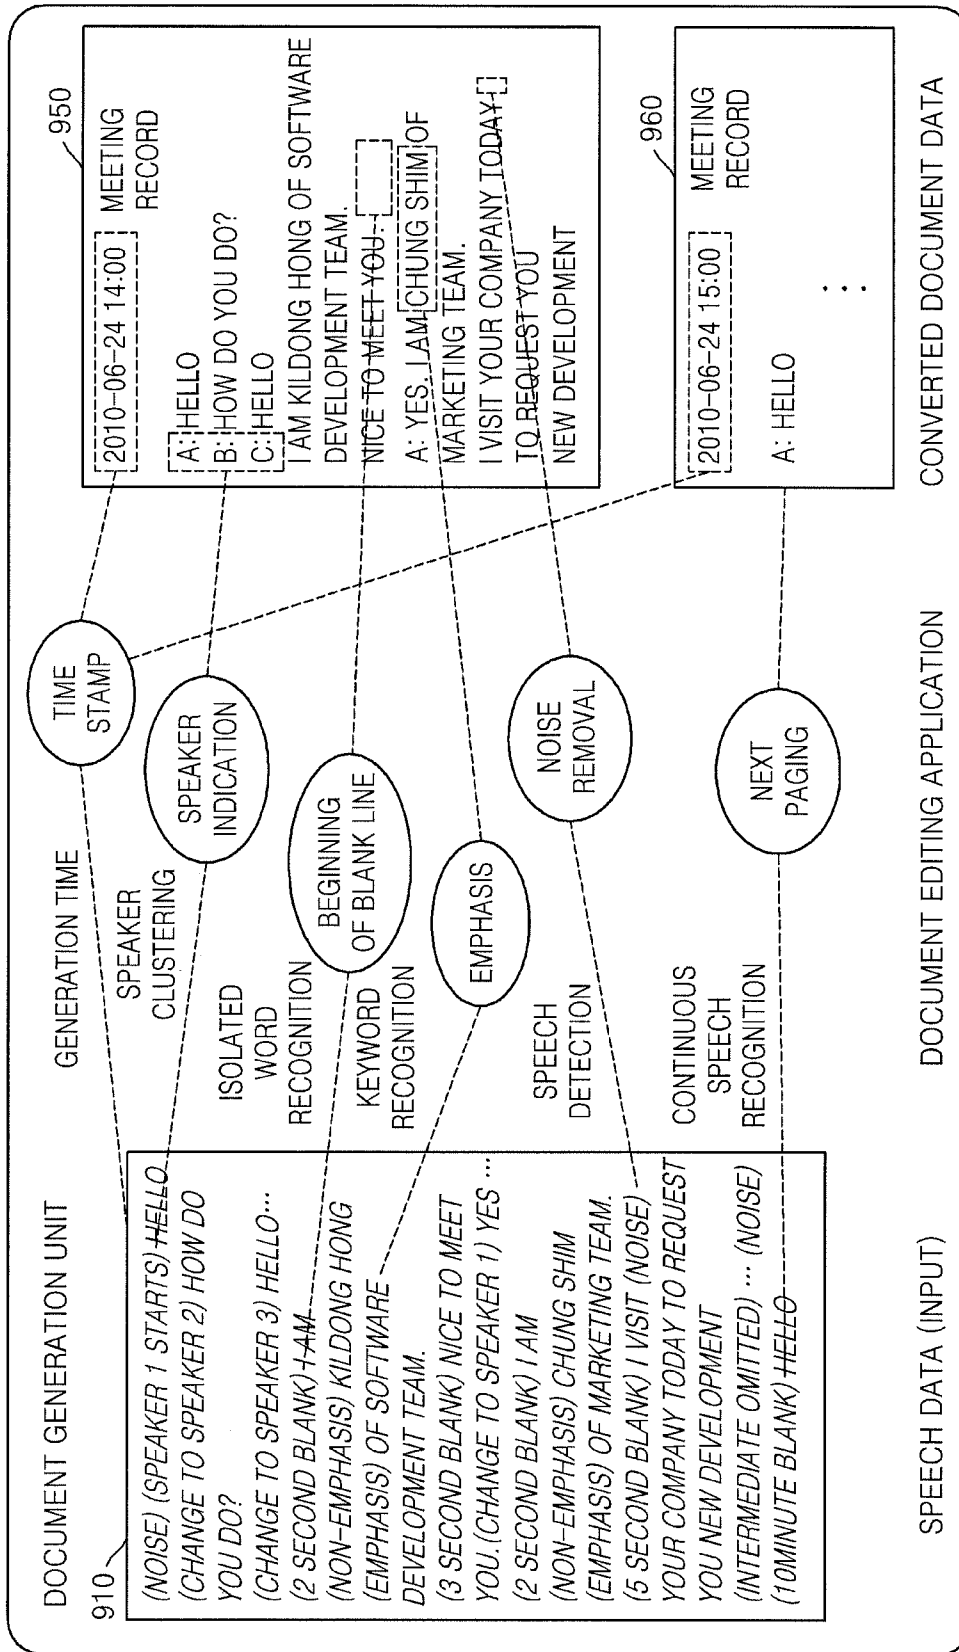 DOCUMENT GENERATION UNIT
910
(NOISE) (SPEAKER 1 STARTS) HELLO
(CHANGE TO SPEAKER 2) HOW DO
YOU DO?
(CHANGE TO SPEAKER 3) HELLO...
(2 SECOND BLANK) I AM
(NON-EMPHASIS) KILDONG HONG
(EMPHASIS) OF SOFTWARE
DEVELOPMENT TEAM.
(3 SECOND BLANK) NICE TO MEET
YOU.(CHANGE TO SPEAKER 1) YES ...
(2 SECOND BLANK) I AM
(NON-EMPHASIS) CHUNG SHIM
(EMPHASIS) OF MARKETING TEAM.
(5 SECOND BLANK) I VISIT (NOISE)
YOUR COMPANY TODAY TO REQUEST
YOU NEW DEVELOPMENT
(INTERMEDIATE OMITTED) ... (NOISE)
(10MINUTE BLANK) HELLO
SPEECH DATA (INPUT)
GENERATION TIME
SPEAKER
CLUSTERING
ISOLATED
WORD
RECOGNITION
KEYWORD
RECOGNITION
SPEECH
DETECTION
CONTINUOUS
SPEECH
RECOGNITION
TIME
STAMP
SPEAKER
INDICATION
BEGINNING
OF BLANK LINE
EMPHASIS
NOISE
REMOVAL
NEXT
PAGING
DOCUMENT EDITING APPLICATION
950
2010-06-24 14:00 MEETING
RECORD
A: HELLO
B: HOW DO YOU DO?
C: HELLO
I AM KILDONG HONG OF SOFTWARE
DEVELOPMENT TEAM.
NICE TO MEET YOU.
A: YES. I AM CHUNG SHIM OF
MARKETING TEAM.
I VISIT YOUR COMPANY TODAY
TO REQUEST YOU
NEW DEVELOPMENT
960
2010-06-24 15:00 MEETING
RECORD
A: HELLO
...
CONVERTED DOCUMENT DATA